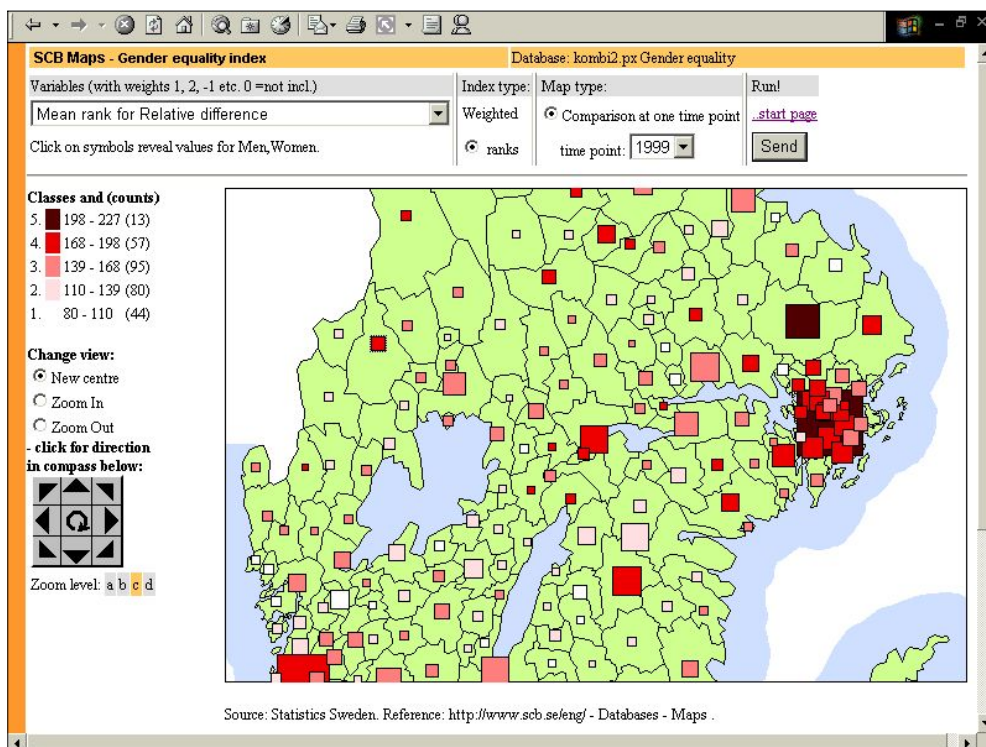 SCB Maps - Gender equality index
Database: kombi2.px Gender equality
Variables (with weights 1, 2, -1 etc. 0 =not incl.)
Index type:
Map type:
Run!
Mean rank for Relative difference
Weighted
Comparison at one time point
..start page
Click on symbols reveal values for Men,Women.
ranks
time point: 1999
Send
Classes and (counts)
5. 198 - 227 (13)
4. 168 - 198 (57)
3. 139 - 168 (95)
2. 110 - 139 (80)
1. 80 - 110 (44)
Change view:
New centre
Zoom In
Zoom Out
- click for direction
in compass below:
Zoom level: a b c d
Source: Statistics Sweden. Reference: http://www.scb.se/eng/ - Databases - Maps .